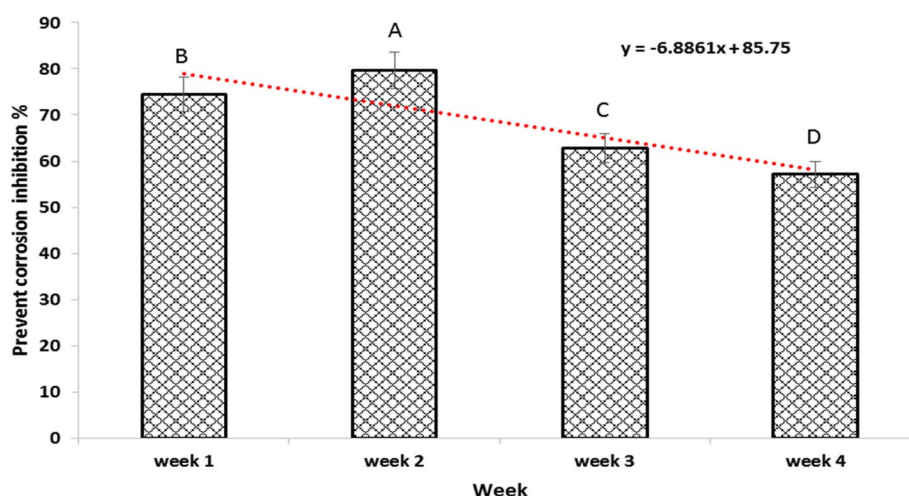 90
80
70
60
50
40
30
20
10
0
Prevent corrosion inhibition %
B
A
C
D
y = -6.8861x + 85.75
week 1
week 2
week 3
week 4
Week